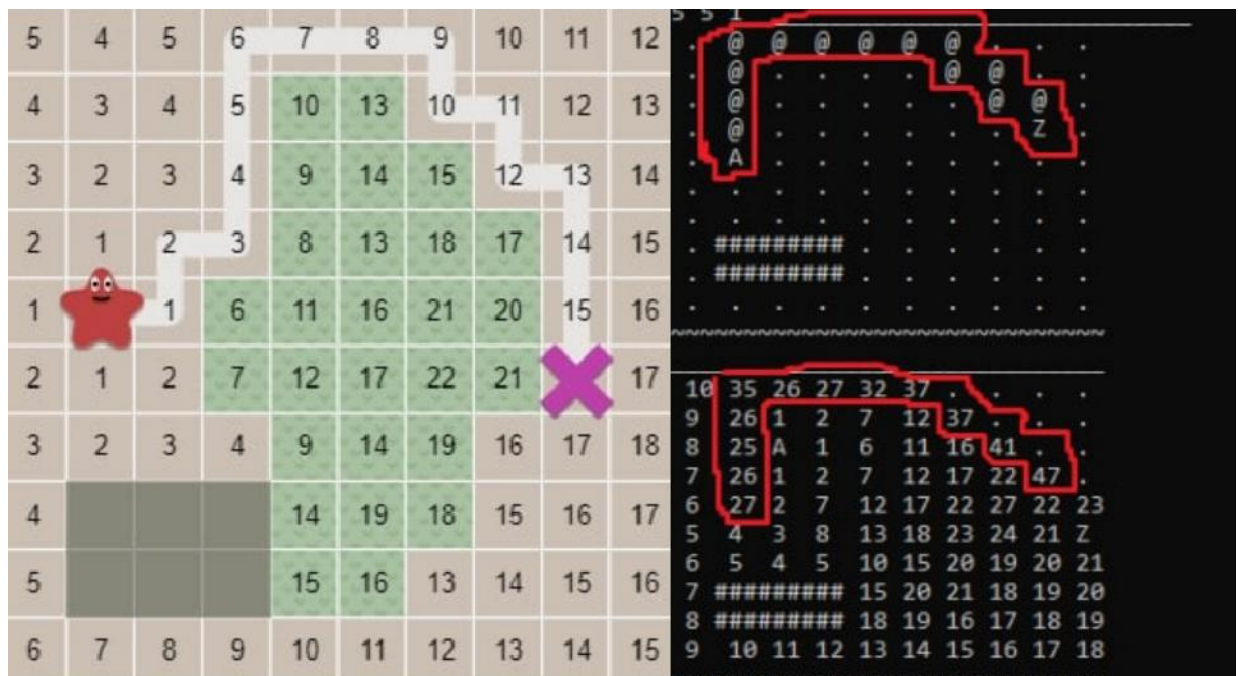 5 4 5 6 7 8 9 10 11 12
4 3 4 5 10 13 10 11 12 13
3 2 3 4 9 14 15 12 13 14
2 1 2 3 8 13 18 17 14 15
1 1 6 11 16 21 20 15 16
2 1 2 7 12 17 22 21 17
3 2 3 4 9 14 19 16 17 18
4 14 19 18 15 16 17
5 15 16 13 14 15 16
6 7 8 9 10 11 12 13 14 15
5 5 1
. @ @ @ @ @ @ . . .
. @ . . . . @ @ . .
. @ . . . . . @ @ .
. @ . . . . . . Z .
. A . . . . . . . .
. . . . . . . . . .
. . . . . . . . . .
. ######### . . . . . .
. ######### . . . . . .
. . . . . . . . . .
10 35 26 27 32 37 . . . .
9 26 1 2 7 12 37 . . .
8 25 A 1 6 11 16 41 . .
7 26 1 2 7 12 17 22 47 .
6 27 2 7 12 17 22 27 22 23
5 4 3 8 13 18 23 24 21 Z
6 5 4 5 10 15 20 19 20 21
7 ######### 15 20 21 18 19 20
8 ######### 18 19 16 17 18 19
9 10 11 12 13 14 15 16 17 18